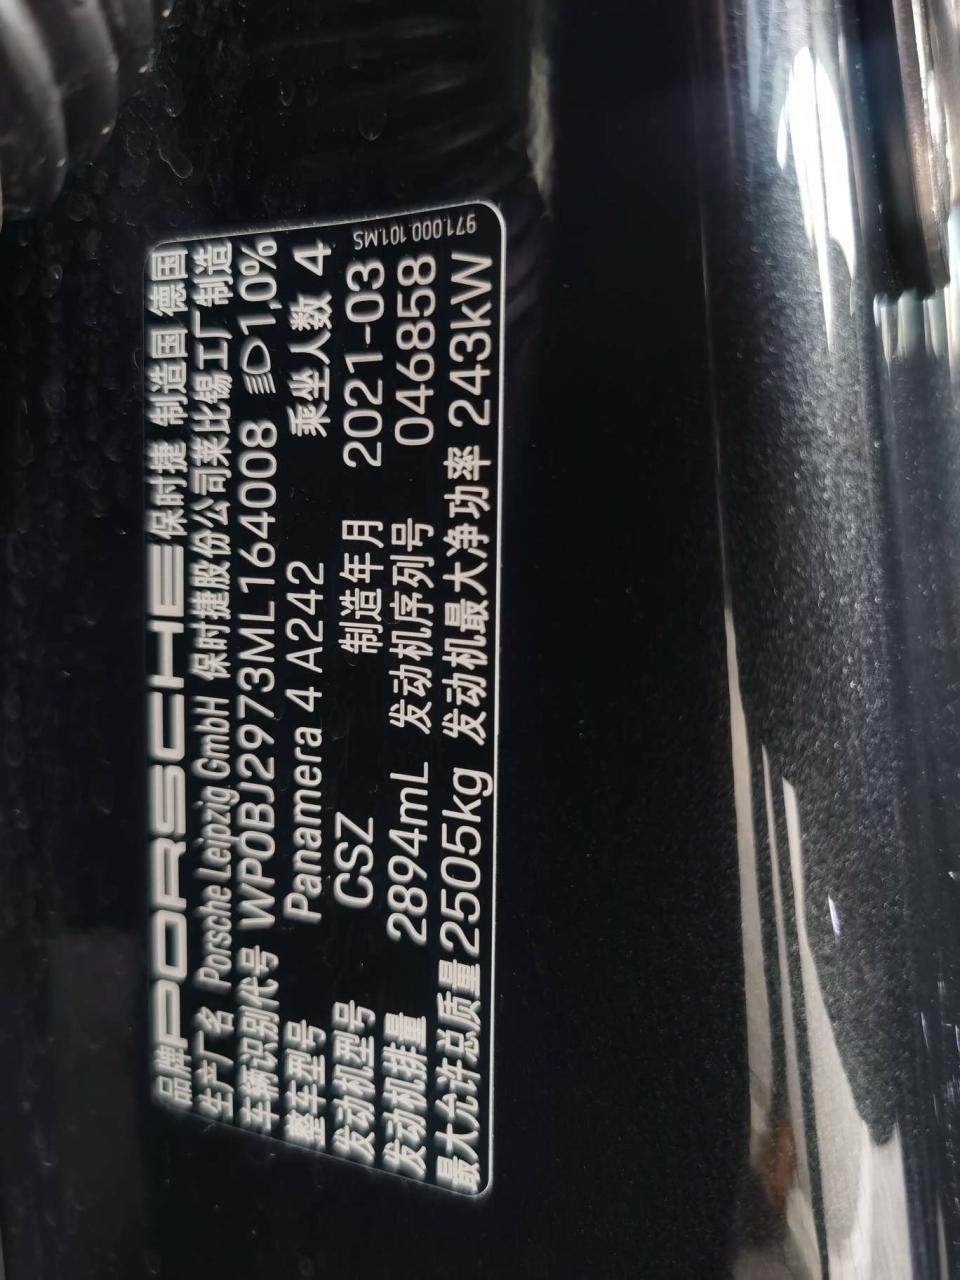 品牌 PORSCHE 保时捷 制造国 德国
生产厂名 Porsche Leipzig GmbH 保时捷股份公司莱比锡工厂制造
车辆识别代号 WP0BJ2973ML164008 1,0%
整车型号 Panamera 4 A242 乘坐人数 4
发动机型号 CSZ 制造年月 2021-03
发动机排量 2894mL 发动机序列号 046858
最大允许总质量 2505kg 发动机最大净功率 243kW
971.000.101.MS